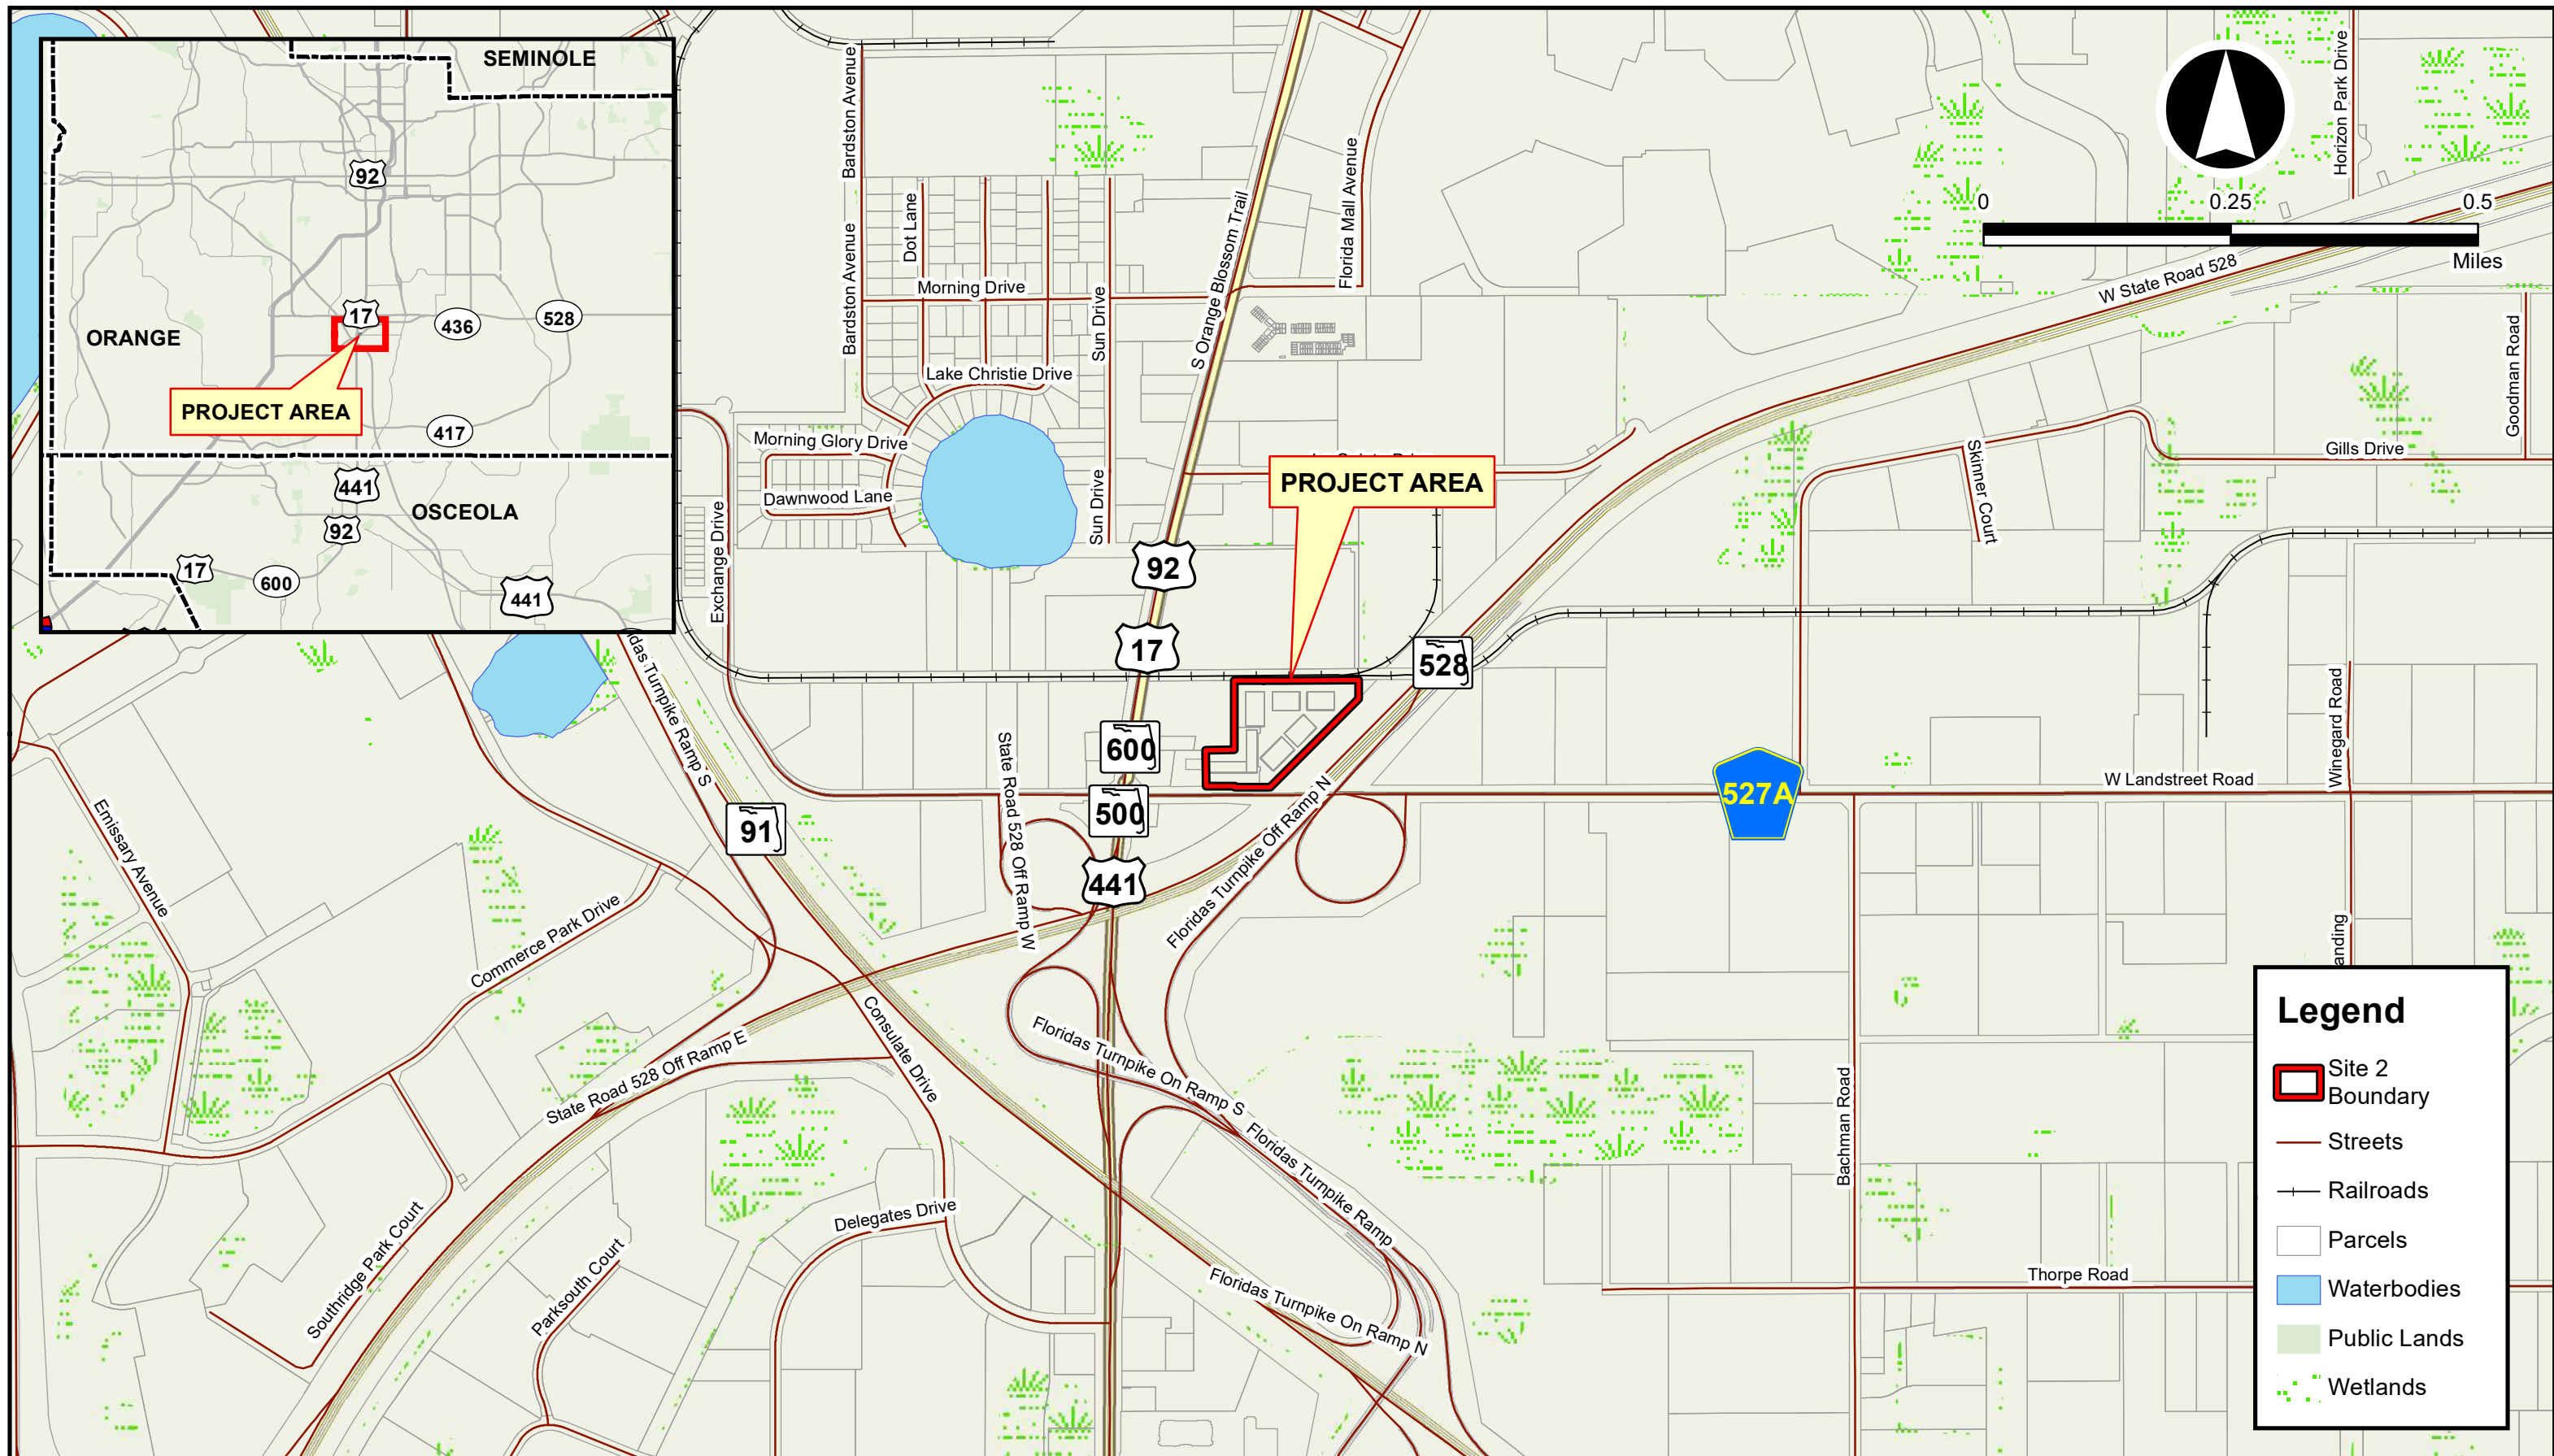 SEMINOLE
92
ORANGE
17
436
528
PROJECT AREA
417
441
92
OSCEOLA
17
600
441
Bardston Avenue
Bardston Avenue
Dot Lane
Morning Drive
Sun Drive
Lake Christie Drive
Morning Glory Drive
Dawnwood Lane
Sun Drive
Exchange Drive
S Orange Blossom Trail
Florida Mall Avenue
Horizon Park Drive
0
0.25
0.5
Miles
W State Road 528
Goodman Road
Gills Drive
Skinner Court
PROJECT AREA
92
17
528
600
500
441
91
527A
W Landstreet Road
Winegard Road
Turnpike Ramp S
State Road 528 Off Ramp W
Floridas Turnpike Off Ramp N
Emissary Avenue
Commerce Park Drive
State Road 528 Off Ramp E
Consulate Drive
Floridas Turnpike On Ramp S
Floridas Turnpike Ramp
Floridas Turnpike On Ramp N
Delegates Drive
Southridge Park Court
Parksouth Court
Bachman Road
Thorpe Road
anding
Legend
Site 2
Boundary
Streets
Railroads
Parcels
Waterbodies
Public Lands
Wetlands